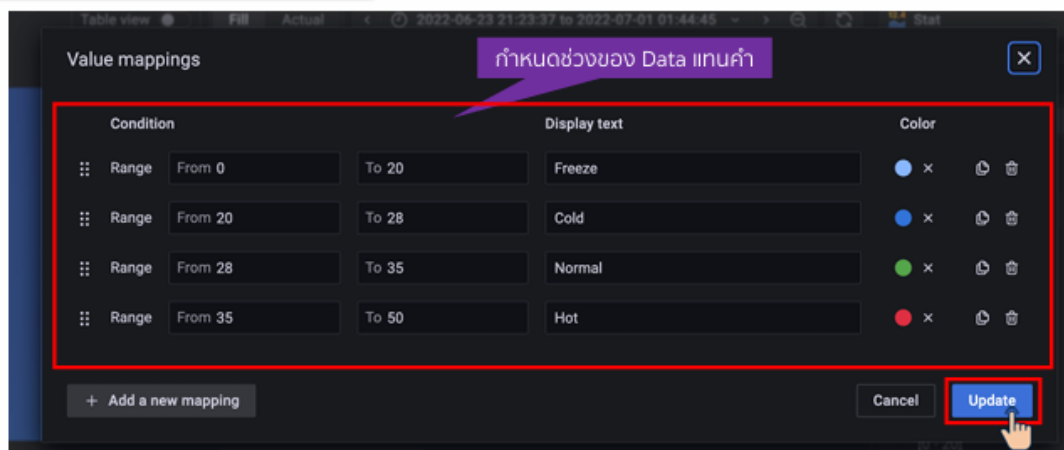 Table view Fill Actual 2022-06-23 21:23:37 to 2022-07-01 01:44:45 12.4 Stat
Value mappings
กำหนดช่วงของ Data แทนคำ
Condition Display text Color
Range From 0 To 20 Freeze
Range From 20 To 28 Cold
Range From 28 To 35 Normal
Range From 35 To 50 Hot
+ Add a new mapping Cancel Update